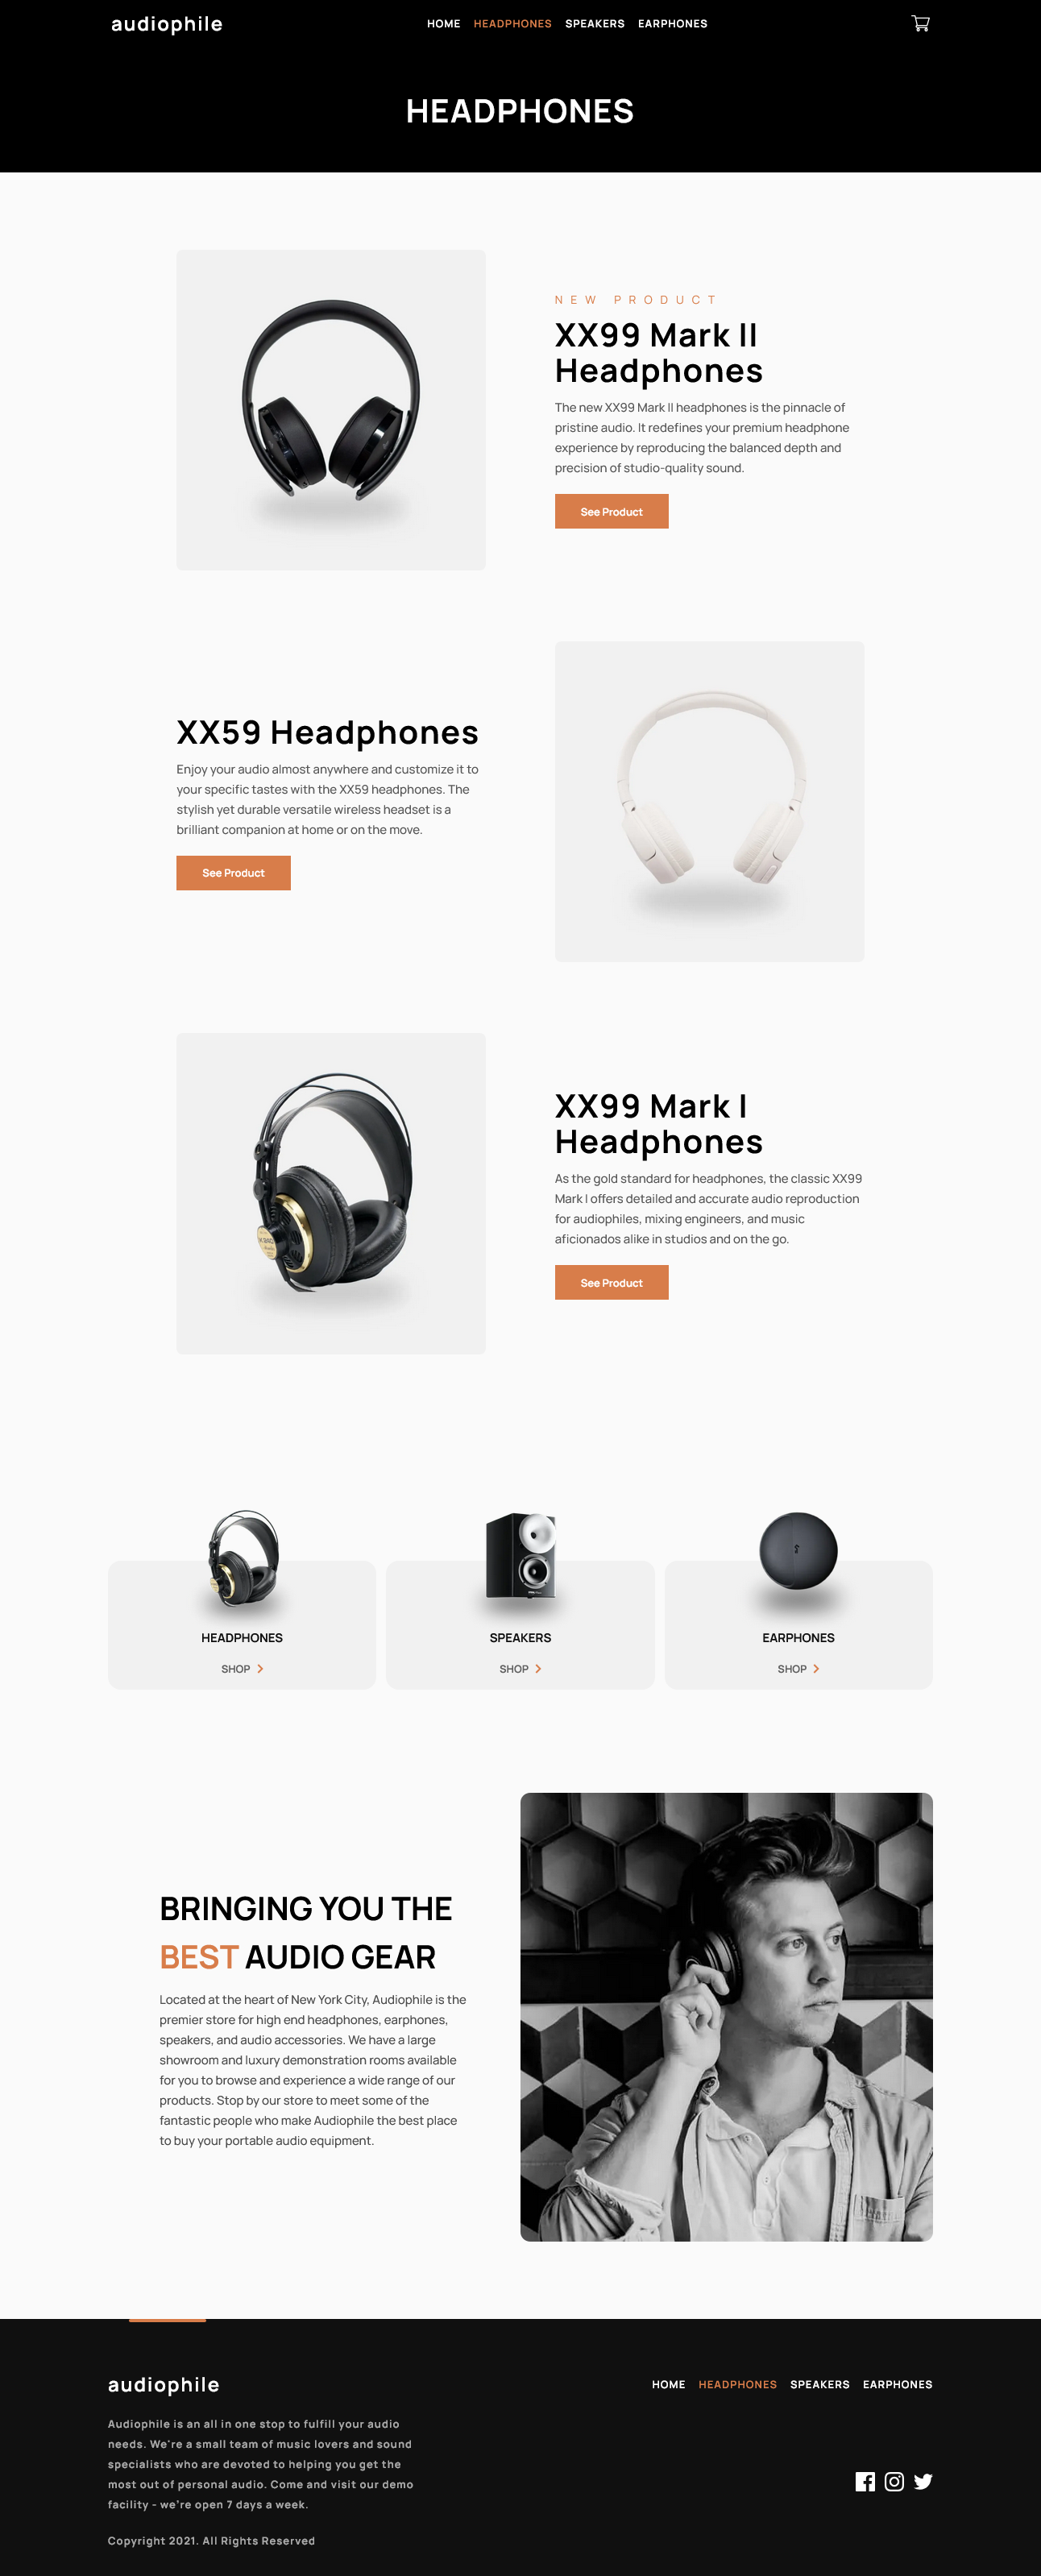 audiophile
HOME HEADPHONES SPEAKERS EARPHONES
HEADPHONES
NEW PRODUCT
XX99 Mark II
Headphones
The new XX99 Mark II headphones is the pinnacle of
pristine audio. It redefines your premium headphone
experience by reproducing the balanced depth and
precision of studio-quality sound.
See Product
XX59 Headphones
Enjoy your audio almost anywhere and customize it to
your specific tastes with the XX59 headphones. The
stylish yet durable versatile wireless headset is a
brilliant companion at home or on the move.
See Product
XX99 Mark I
Headphones
As the gold standard for headphones, the classic XX99
Mark I offers detailed and accurate audio reproduction
for audiophiles, mixing engineers, and music
aficionados alike in studios and on the go.
See Product
HEADPHONES
SHOP
SPEAKERS
SHOP
EARPHONES
SHOP
BRINGING YOU THE
BEST AUDIO GEAR
Located at the heart of New York City, Audiophile is the
premier store for high end headphones, earphones,
speakers, and audio accessories. We have a large
showroom and luxury demonstration rooms available
for you to browse and experience a wide range of our
products. Stop by our store to meet some of the
fantastic people who make Audiophile the best place
to buy your portable audio equipment.
audiophile
HOME HEADPHONES SPEAKERS EARPHONES
Audiophile is an all in one stop to fulfill your audio
needs. We're a small team of music lovers and sound
specialists who are devoted to helping you get the
most out of personal audio. Come and visit our demo
facility - we're open 7 days a week.
Copyright 2021. All Rights Reserved